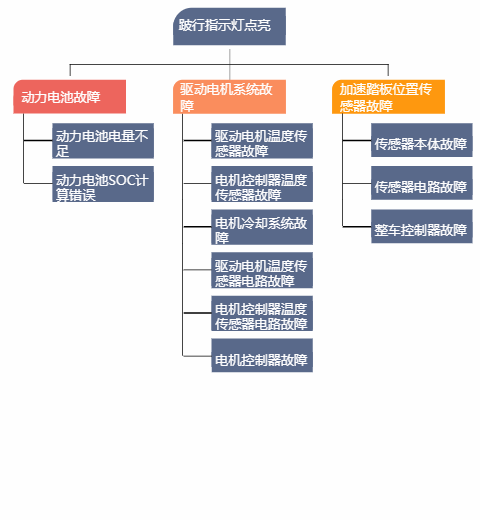 跛行指示灯点亮
动力电池故障
动力电池电量不
足
动力电池SOC计
算错误
驱动电机系统故
障
驱动电机温度传
感器故障
电机控制器温度
传感器故障
电机冷却系统故
障
驱动电机温度传
感器电路故障
电机控制器温度
传感器电路故障
电机控制器故障
加速踏板位置传
感器故障
传感器本体故障
传感器电路故障
整车控制器故障